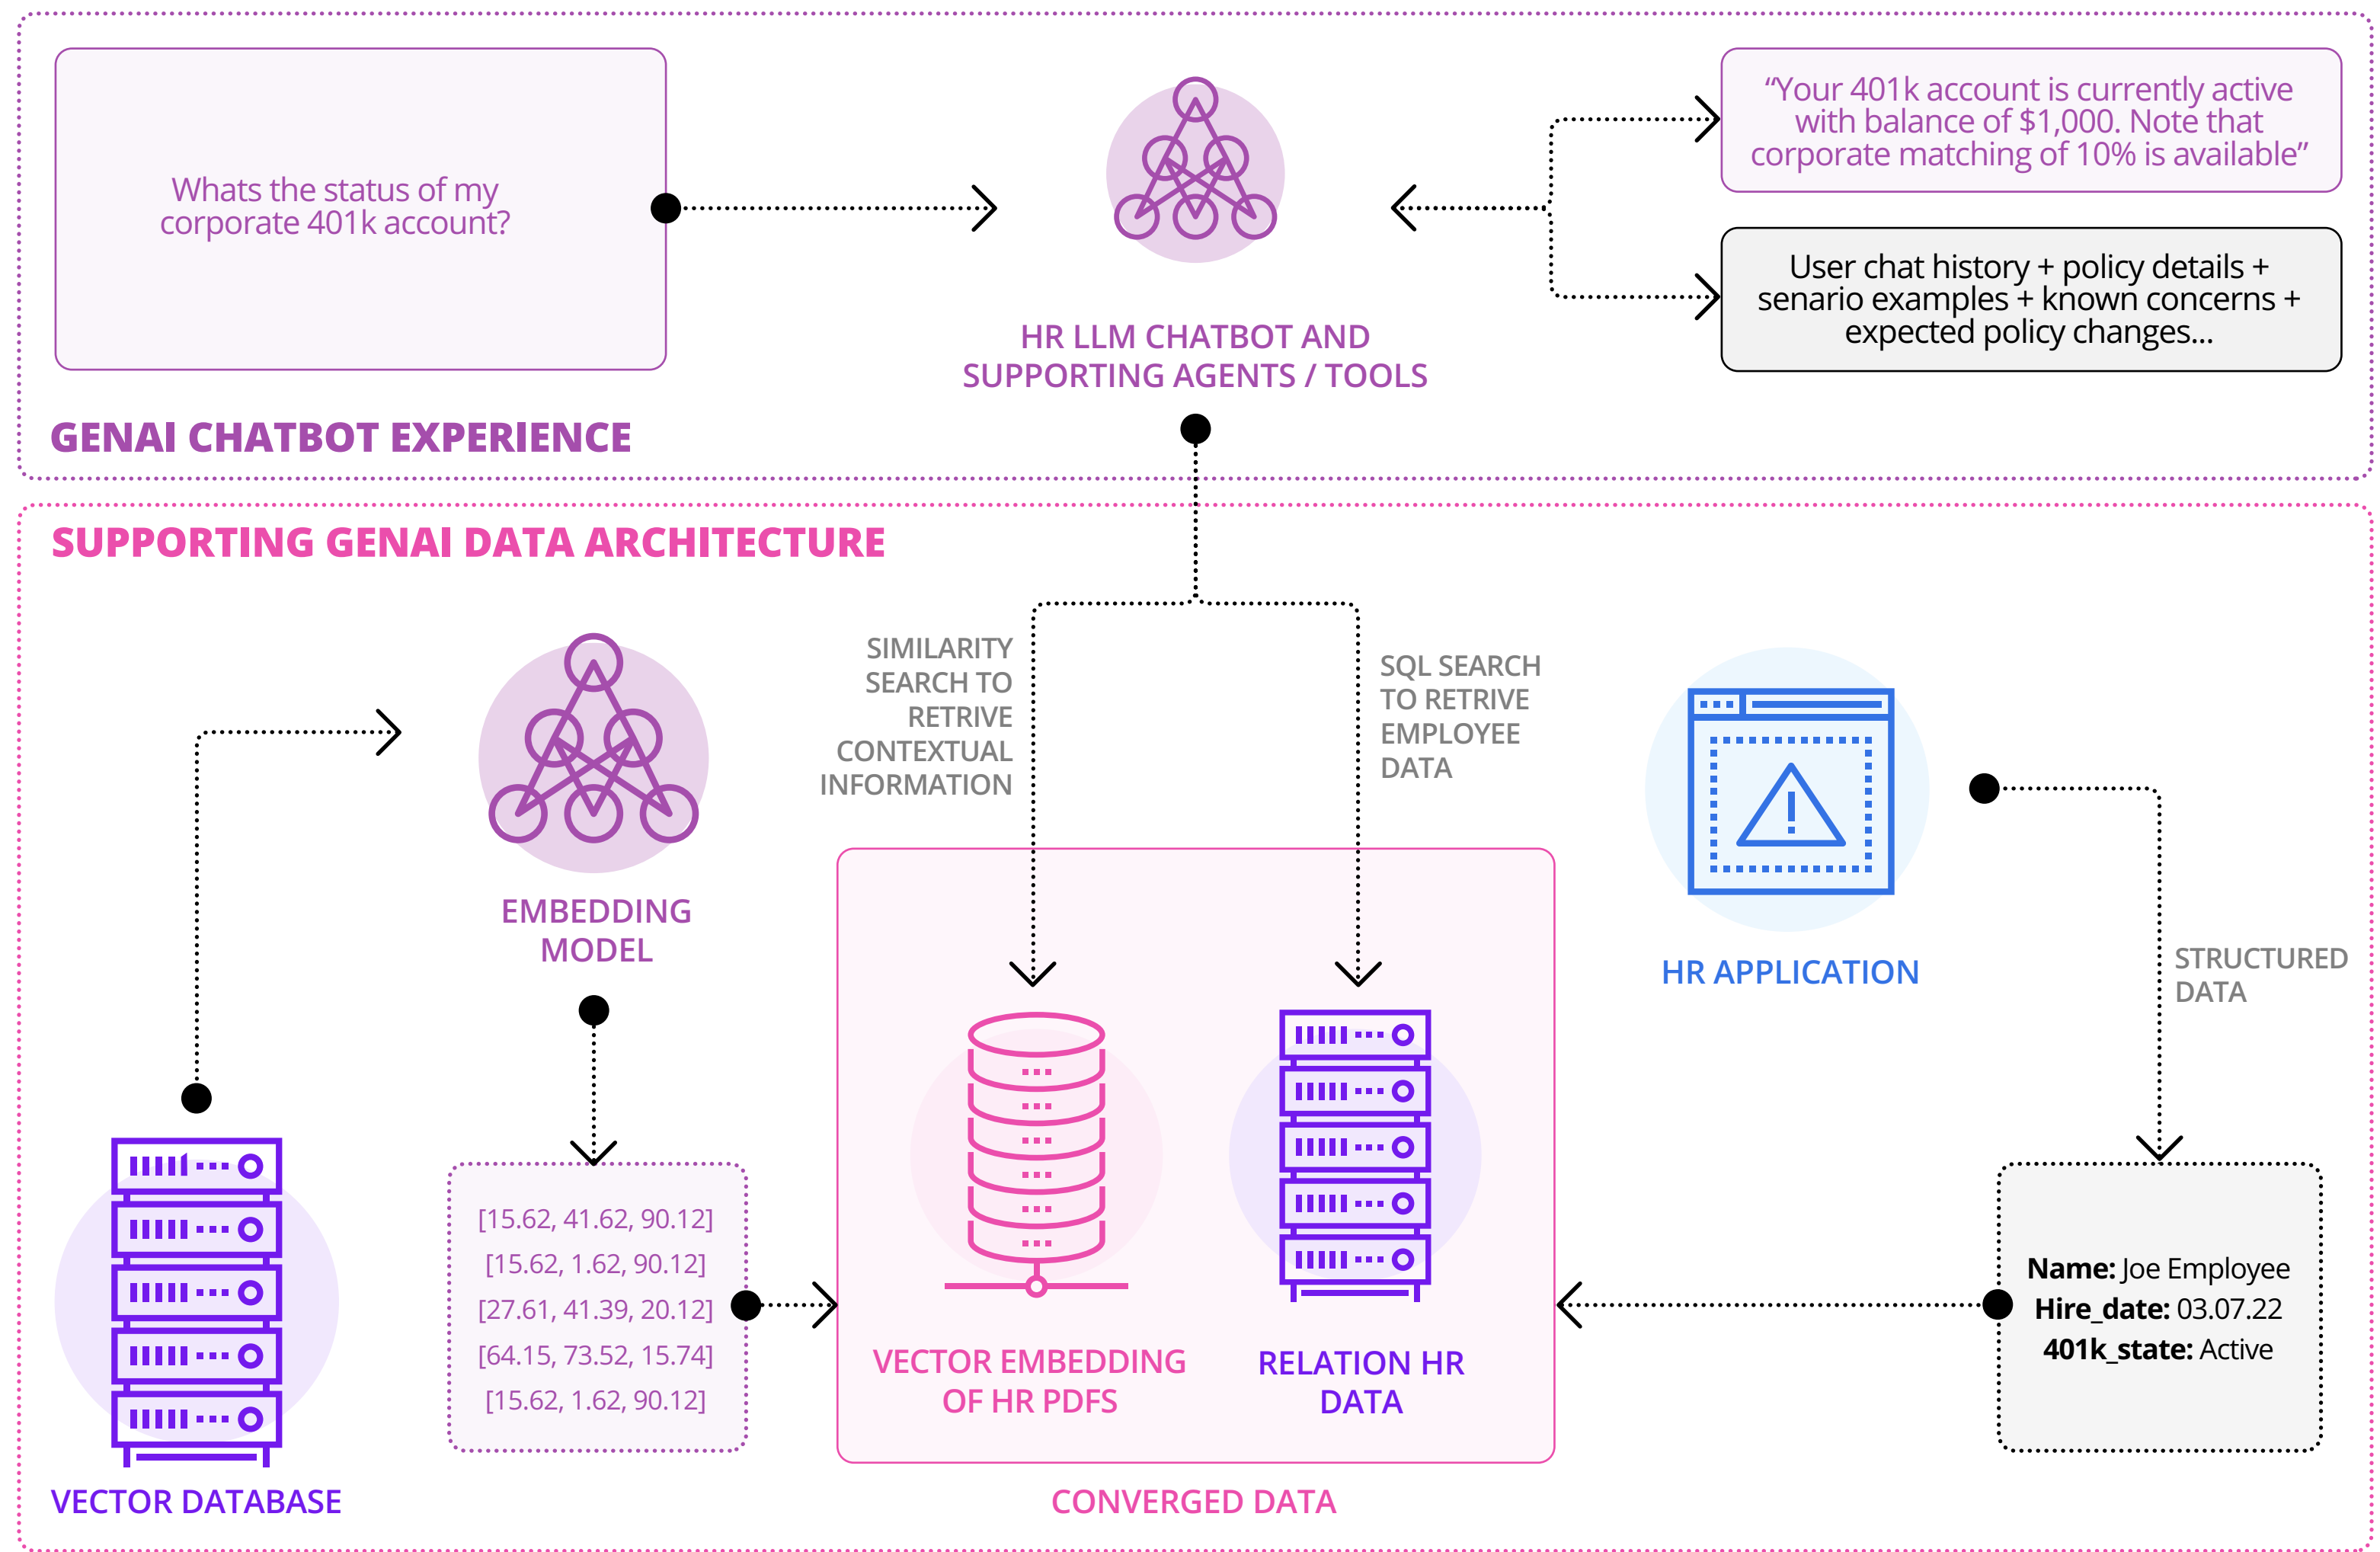 Whats the status of my
corporate 401k account?
HR LLM CHATBOT AND
SUPPORTING AGENTS / TOOLS
“Your 401k account is currently active
with balance of $1,000. Note that
corporate matching of 10% is available”
User chat history + policy details +
senario examples + known concerns +
expected policy changes...
GENAI CHATBOT EXPERIENCE
SUPPORTING GENAI DATA ARCHITECTURE
SIMILARITY
SEARCH TO
RETRIVE
CONTEXTUAL
INFORMATION
SQL SEARCH
TO RETRIVE
EMPLOYEE
DATA
EMBEDDING
MODEL
HR APPLICATION
STRUCTURED
DATA
[15.62, 41.62, 90.12]
[15.62, 1.62, 90.12]
[27.61, 41.39, 20.12]
[64.15, 73.52, 15.74]
[15.62, 1.62, 90.12]
VECTOR EMBEDDING
OF HR PDFS
RELATION HR
DATA
Name: Joe Employee
Hire_date: 03.07.22
401k_state: Active
VECTOR DATABASE
CONVERGED DATA